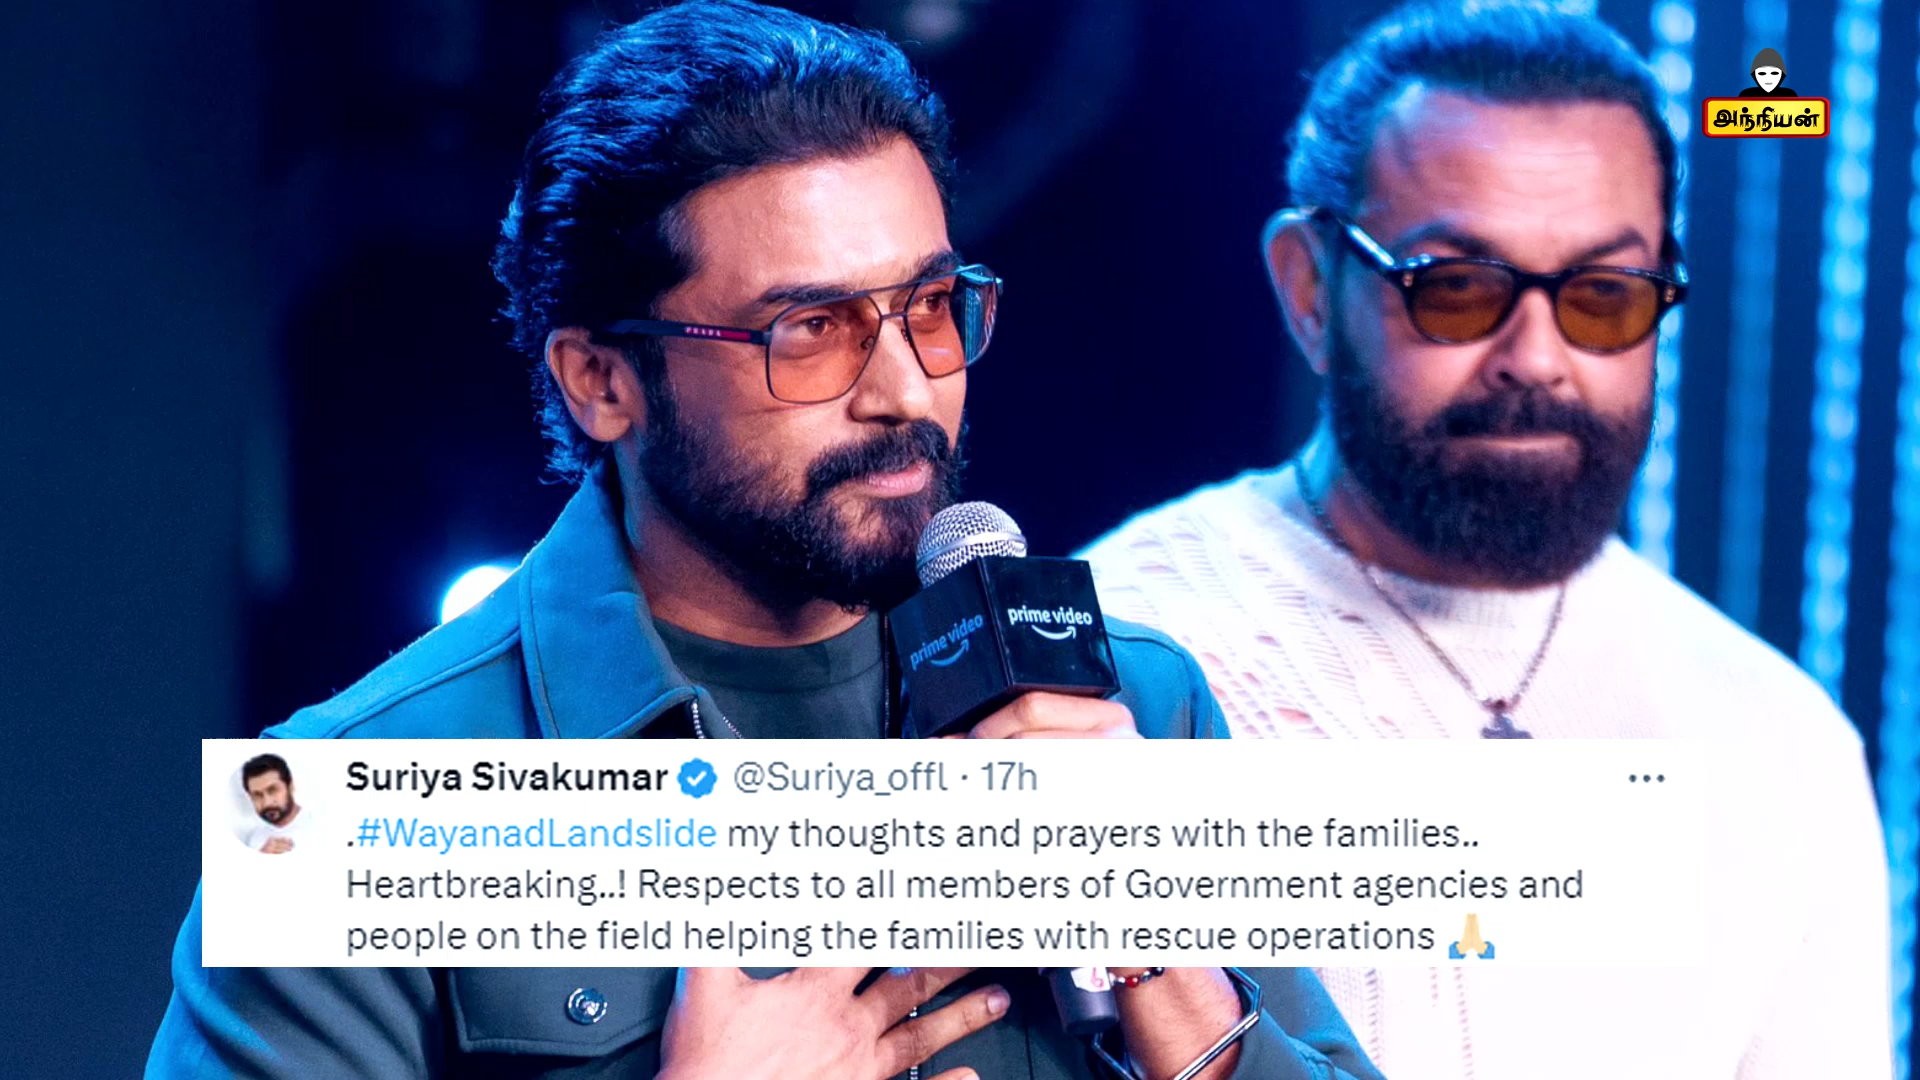 அந்நியன்
PRADA
prime video
prime video
Suriya Sivakumar @Suriya_offl · 17h
.#WayanadLandslide my thoughts and prayers with the families..
Heartbreaking..! Respects to all members of Government agencies and
people on the field helping the families with rescue operations 🙏